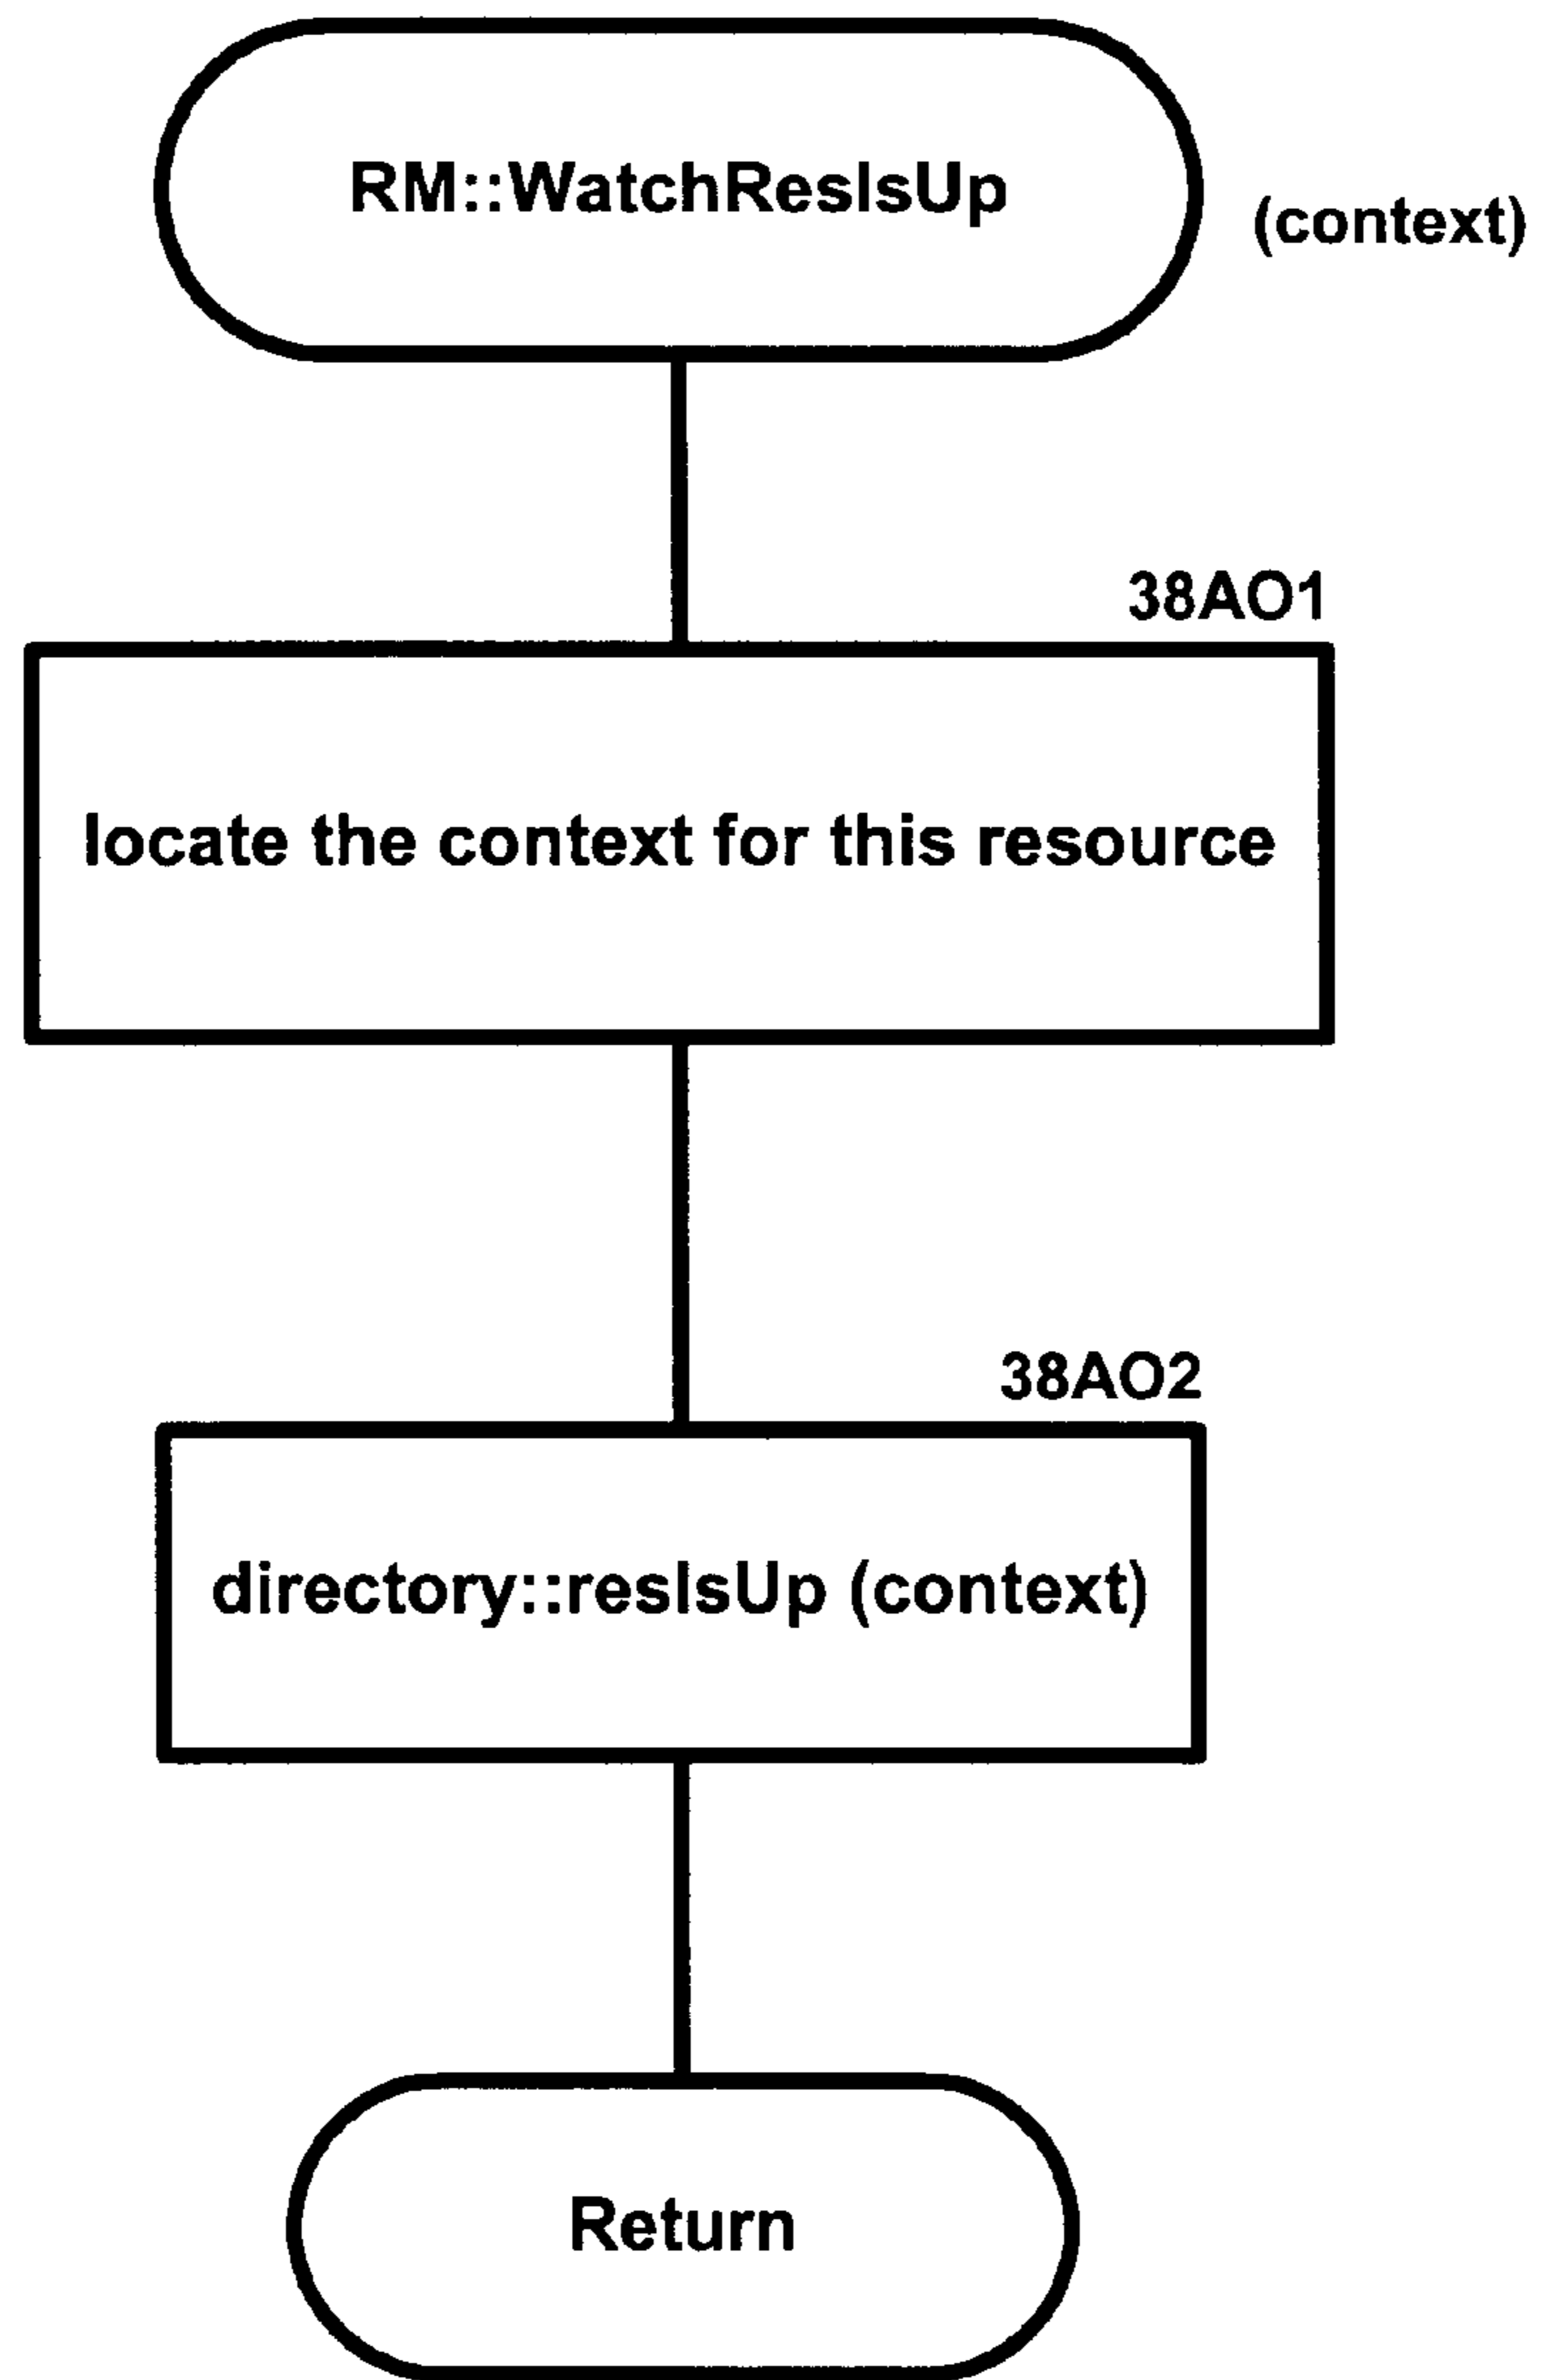 RM::WatchResIsUp
(context)
38AO1
locate the context for this resource
38AO2
directory::resIsUp (context)
Return